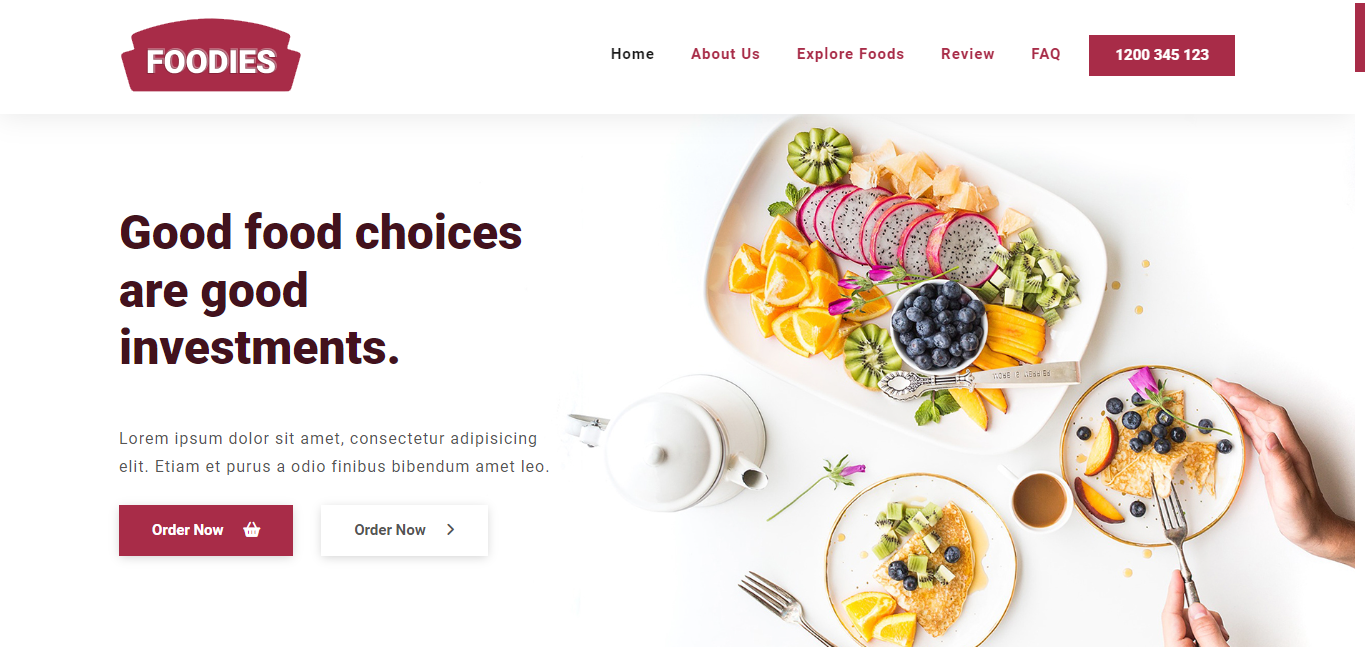 FOODIES
Home About Us Explore Foods Review FAQ 1200 345 123
Good food choices
are good
investments.
Lorem ipsum dolor sit amet, consectetur adipisicing
elit. Etiam et purus a odio finibus bibendum amet leo.
Order Now Order Now